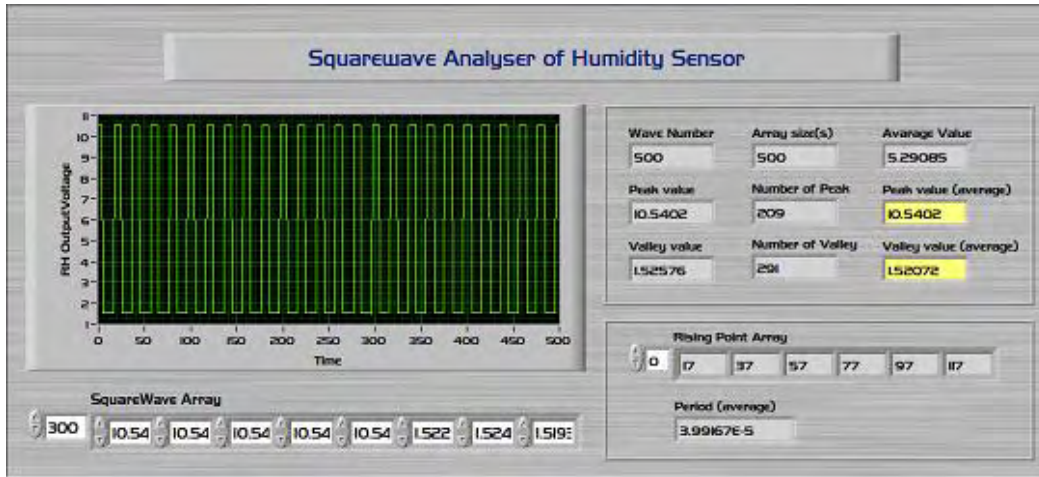 Squarewave Analyser of Humidity Sensor
RH OutputVoltage
11
10
9
8
7
6
5
4
3
2
1
0 50 100 150 200 250 300 350 400 450 500
Time
Wave Number Array size(s) Avarage Value
500 500 5.29085
Peak value Number of Peak Peak value (average)
10.5402 209 10.5402
Valley value Number of Valley Valley value (average)
1.52576 291 1.52072
Rising Point Array
0 17 37 57 77 97 117
Period (average)
3.99167E-5
SquareWave Array
300 10.54 10.54 10.54 10.54 10.54 1.522 1.524 1.519